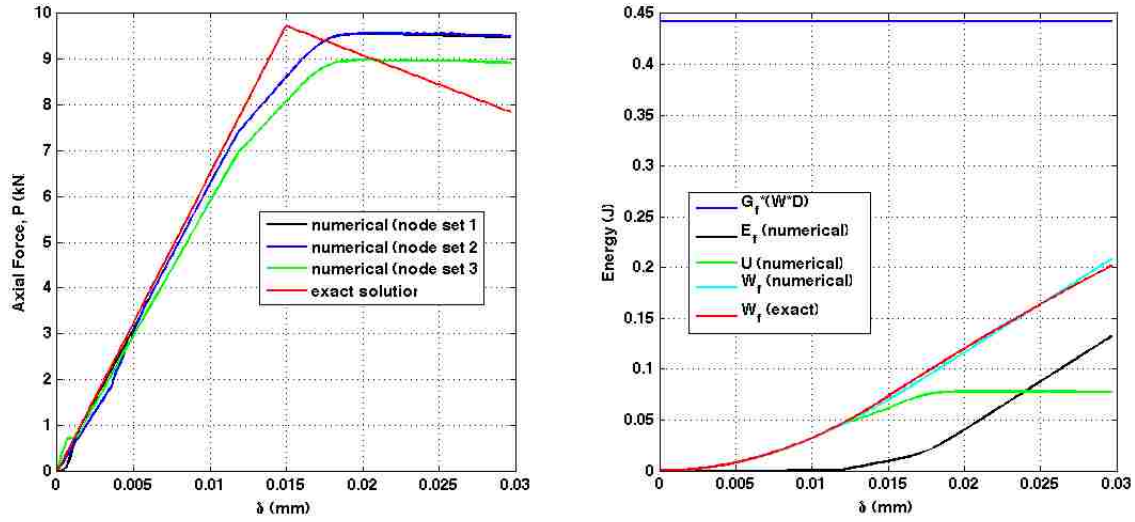 10
9
8
7
6
5
4
3
2
1
0
Axial Force, P (kN
numerical (node set 1
numerical (node set 2
numerical (node set 3
exact solution
0
0.005
0.01
0.015
0.02
0.025
0.03
δ (mm)
0.45
0.4
0.35
0.3
0.25
0.2
0.15
0.1
0.05
0
Energy (J)
G_f*(W*D)
E_f (numerical)
U (numerical)
W_f (numerical)
W_f (exact)
0
0.005
0.01
0.015
0.02
0.025
0.03
δ (mm)